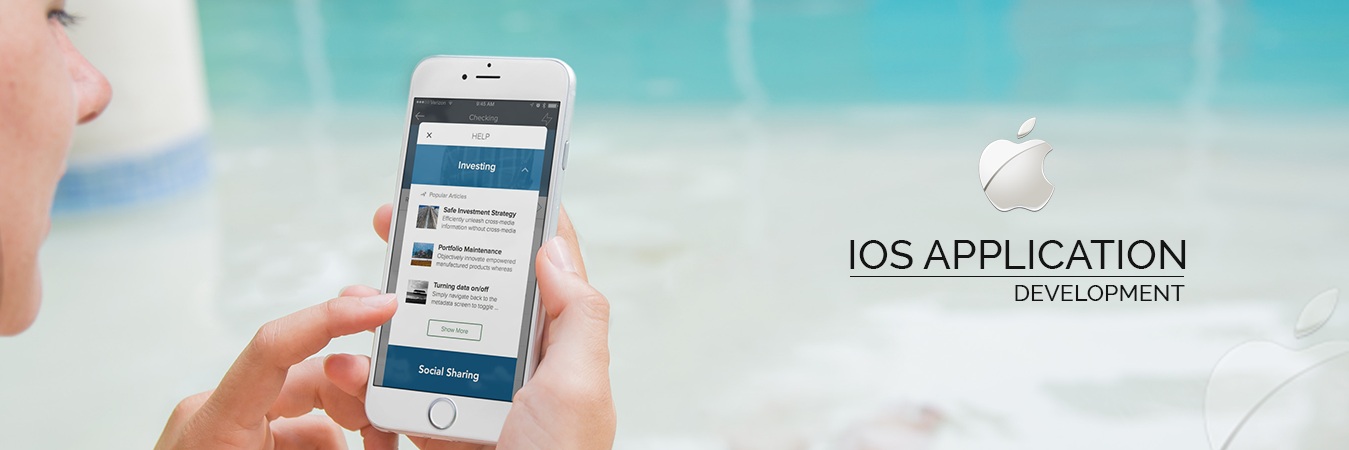 Verizon 9:45 AM
Checking
HELP
Investing
Popular Articles
Safe Investment Strategy
Efficiently unleash cross-media
information without cross-media
Portfolio Maintenance
Objectively innovate empowered
manufactured products whereas
Turning data on/off
Simply navigate back to the
metadata screen to toggle ...
Show More
Social Sharing
IOS APPLICATION
DEVELOPMENT